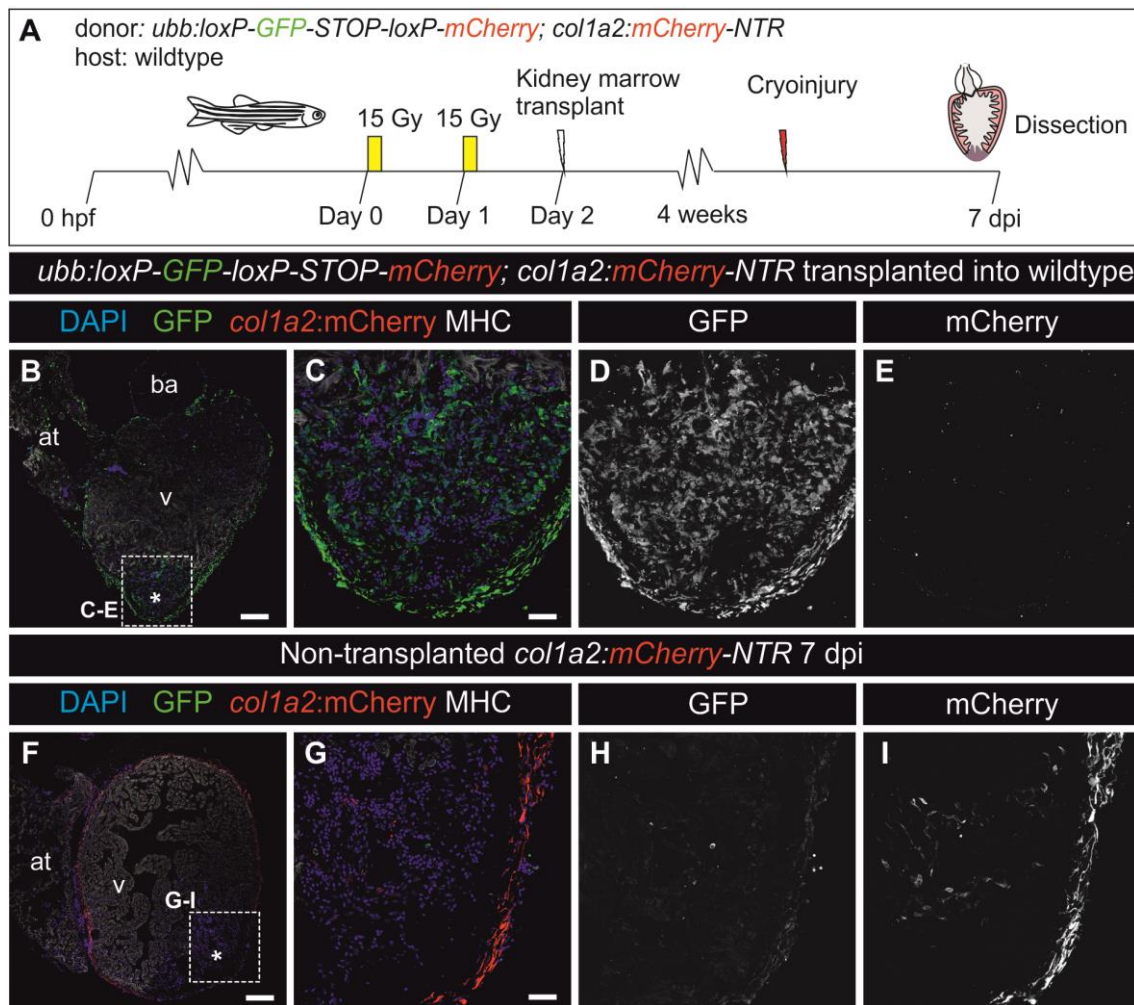 A donor: ubb:loxP-GFP-STOP-loxP-mCherry; col1a2:mCherry-NTR
host: wildtype
Kidney marrow
transplant
Cryoinjury
15 Gy 15 Gy
Dissection
0 hpf Day 0 Day 1 Day 2 4 weeks 7 dpi
ubb:loxP-GFP-loxP-STOP-mCherry; col1a2:mCherry-NTR transplanted into wildtype
DAPI GFP col1a2:mCherry MHC GFP mCherry
B C D E
ba
at
v
*
C-E
Non-transplanted col1a2:mCherry-NTR 7 dpi
DAPI GFP col1a2:mCherry MHC GFP mCherry
F G H I
at
v
G-I
*